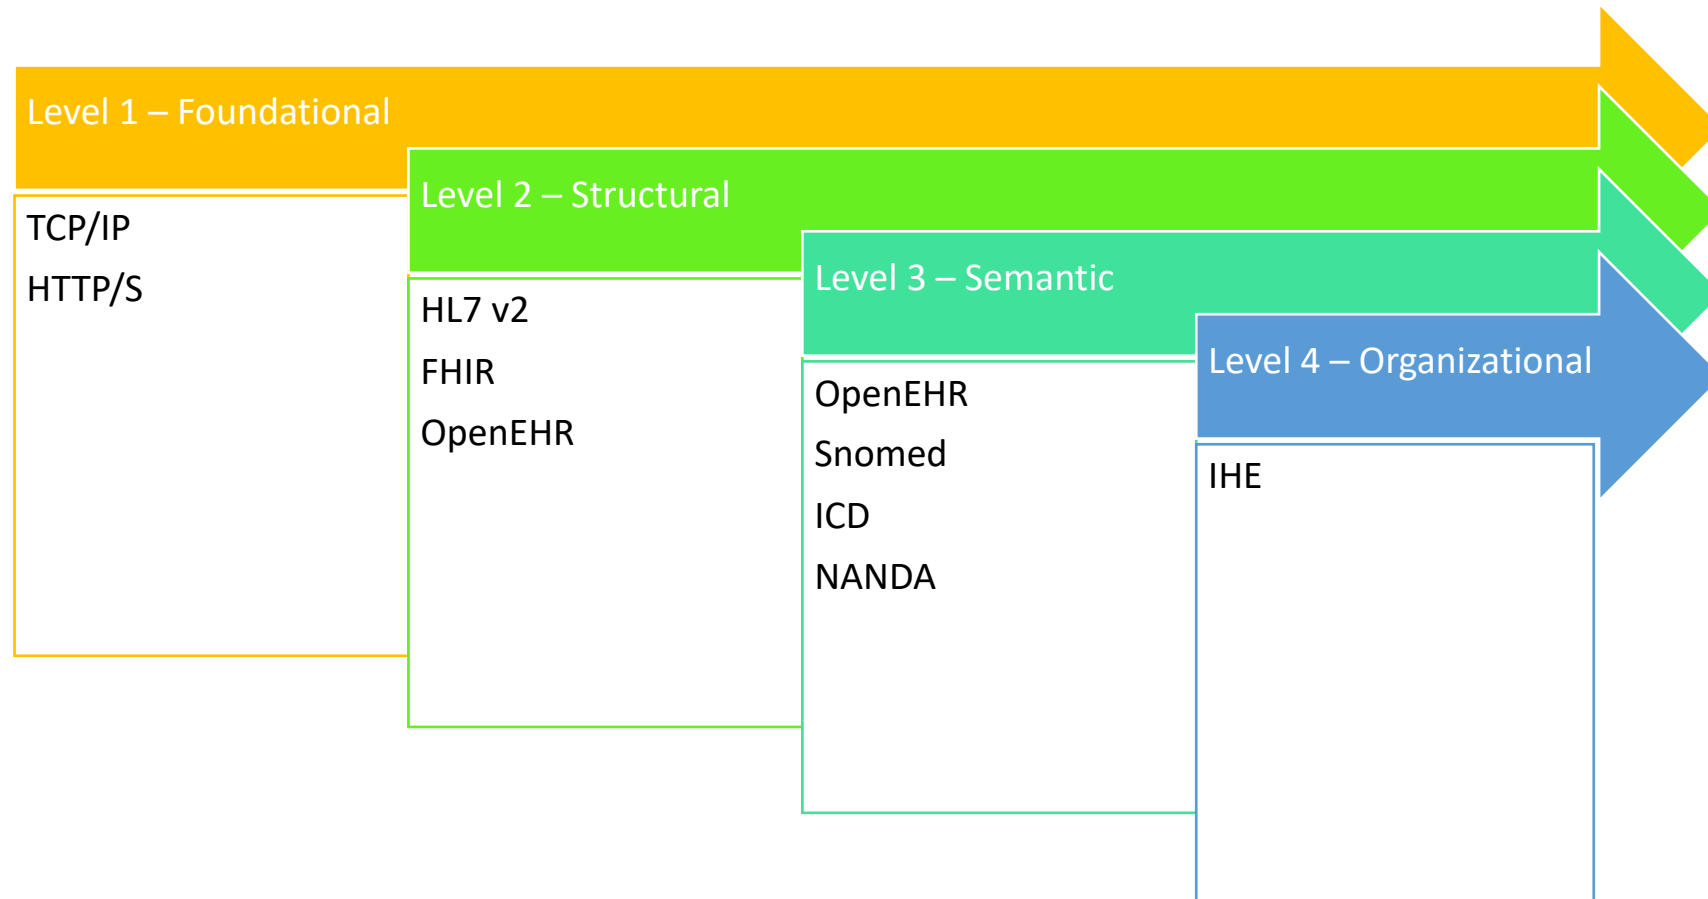 Level 1 – Foundational
TCP/IP
HTTP/S
Level 2 – Structural
HL7 v2
FHIR
OpenEHR
Level 3 – Semantic
OpenEHR
Snomed
ICD
NANDA
Level 4 – Organizational
IHE